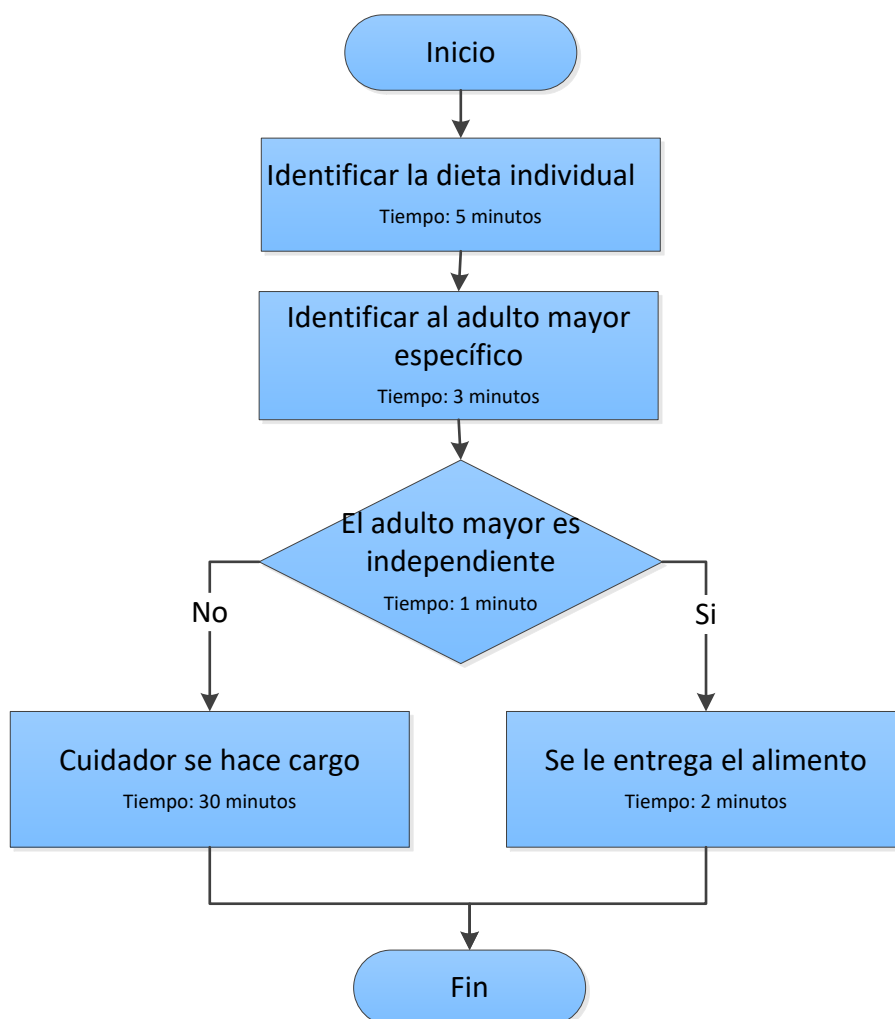 Inicio
Identificar la dieta individual
Tiempo: 5 minutos
Identificar al adulto mayor
específico
Tiempo: 3 minutos
El adulto mayor es
independiente
Tiempo: 1 minuto
No
Si
Cuidador se hace cargo
Tiempo: 30 minutos
Se le entrega el alimento
Tiempo: 2 minutos
Fin